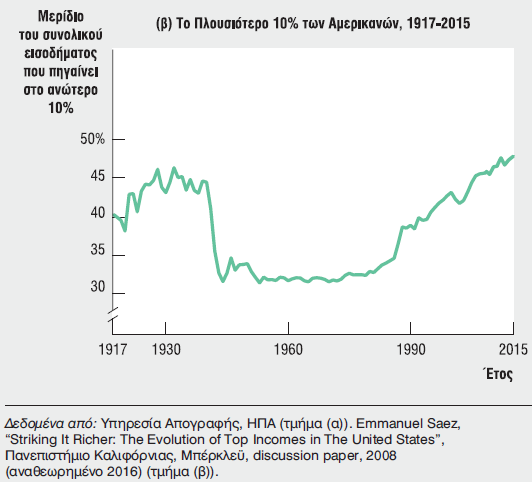 Μερίδιο
του συνολικού
εισοδήματος
που πηγαίνει
στο ανώτερο
10%
(β) Το Πλουσιότερο 10% των Αμερικανών, 1917-2015
50%
45
40
35
30
1917 1930 1960 1990 2015
Έτος
Δεδομένα από: Υπηρεσία Απογραφής, ΗΠΑ (τμήμα (α)). Emmanuel Saez,
“Striking It Richer: The Evolution of Top Incomes in The United States”,
Πανεπιστήμιο Καλιφόρνιας, Μπέρκλεϋ, discussion paper, 2008
(αναθεωρημένο 2016) (τμήμα (β)).